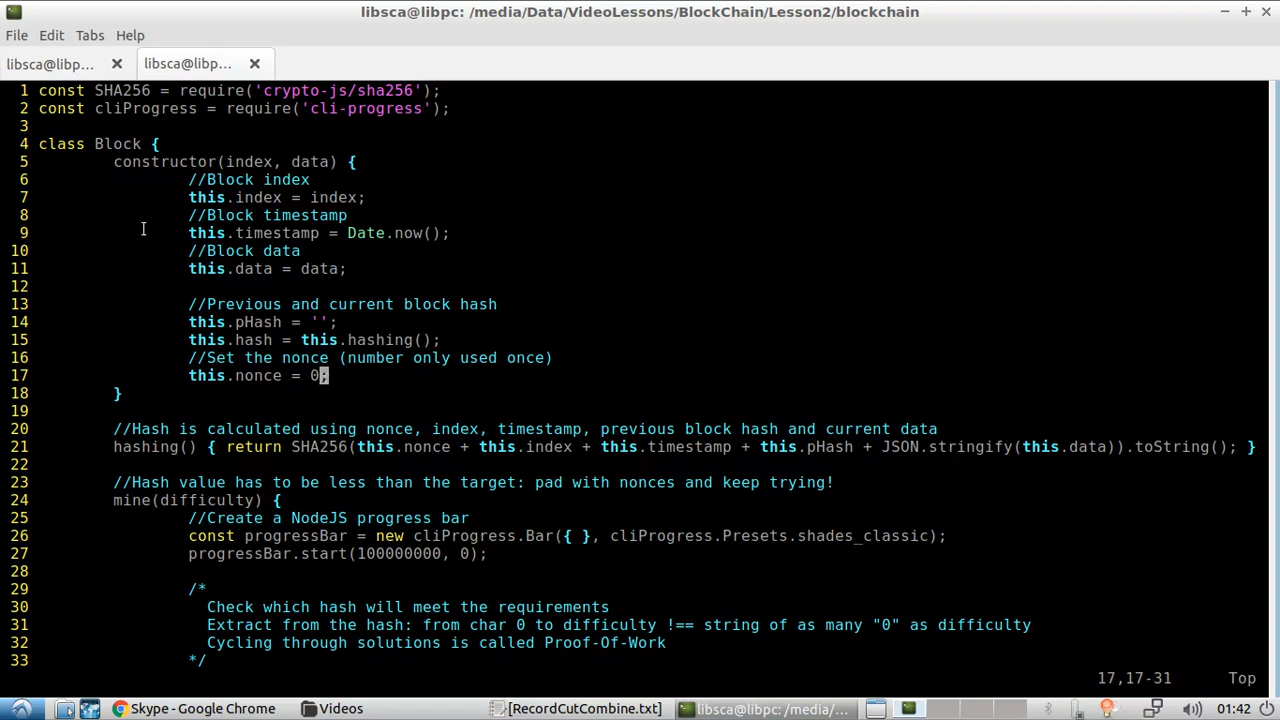 libsca@libpc: /media/Data/VideoLessons/BlockChain/Lesson2/blockchain
File Edit Tabs Help
libsca@libp... libsca@libp...
1 const SHA256 = require('crypto-js/sha256');
2 const cliProgress = require('cli-progress');
3
4 class Block {
5 constructor(index, data) {
6 //Block index
7 this.index = index;
8 //Block timestamp
9 this.timestamp = Date.now();
10 //Block data
11 this.data = data;
12
13 //Previous and current block hash
14 this.pHash = '';
15 this.hash = this.hashing();
16 //Set the nonce (number only used once)
17 this.nonce = 0;
18 }
19
20 //Hash is calculated using nonce, index, timestamp, previous block hash and current data
21 hashing() { return SHA256(this.nonce + this.index + this.timestamp + this.pHash + JSON.stringify(this.data)).toString(); }
22
23 //Hash value has to be less than the target: pad with nonces and keep trying!
24 mine(difficulty) {
25 //Create a NodeJS progress bar
26 const progressBar = new cliProgress.Bar({ }, cliProgress.Presets.shades_classic);
27 progressBar.start(100000000, 0);
28
29 /*
30 Check which hash will meet the requirements
31 Extract from the hash: from char 0 to difficulty !== string of as many "0" as difficulty
32 Cycling through solutions is called Proof-Of-Work
33 */
17,17-31 Top
Skype - Google Chrome Videos [RecordCutCombine.txt] libsca@libpc: /media/... 01:42